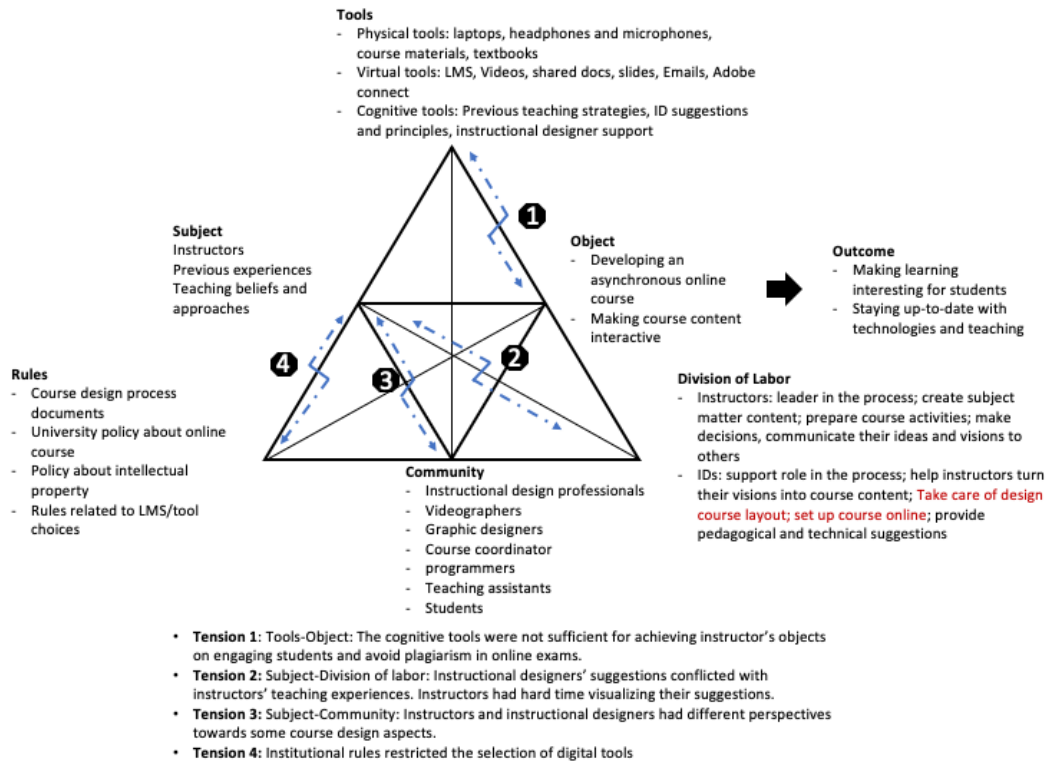 Tools
- Physical tools: laptops, headphones and microphones,
course materials, textbooks
- Virtual tools: LMS, Videos, shared docs, slides, Emails, Adobe
connect
- Cognitive tools: Previous teaching strategies, ID suggestions
and principles, instructional designer support
1
Subject
Instructors
Previous experiences
Teaching beliefs and
approaches
Object
- Developing an
asynchronous online
course
- Making course content
interactive
Outcome
- Making learning
interesting for students
- Staying up-to-date with
technologies and teaching
4
3
2
Rules
- Course design process
documents
- University policy about online
course
- Policy about intellectual
property
- Rules related to LMS/tool
choices
Division of Labor
- Instructors: leader in the process; create subject
matter content; prepare course activities; make
decisions, communicate their ideas and visions to
others
- IDs: support role in the process; help instructors turn
their visions into course content; Take care of design
course layout; set up course online; provide
pedagogical and technical suggestions
Community
- Instructional design professionals
- Videographers
- Graphic designers
- Course coordinator
- programmers
- Teaching assistants
- Students
• Tension 1: Tools-Object: The cognitive tools were not sufficient for achieving instructor's objects
on engaging students and avoid plagiarism in online exams.
• Tension 2: Subject-Division of labor: Instructional designers' suggestions conflicted with
instructors' teaching experiences. Instructors had hard time visualizing their suggestions.
• Tension 3: Subject-Community: Instructors and instructional designers had different perspectives
towards some course design aspects.
• Tension 4: Institutional rules restricted the selection of digital tools